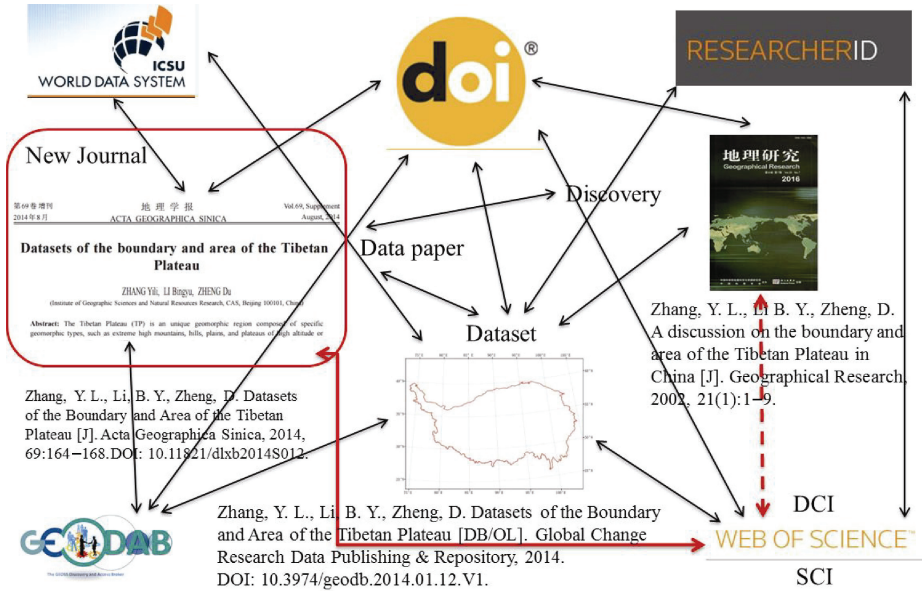 ICSU
WORLD DATA SYSTEM
doi®
RESEARCHERID
New Journal
第69卷增刊
2014年8月
地 理 学 报
ACTA GEOGRAPHICA SINICA
Vol.69, Supplement
August, 2014
Datasets of the boundary and area of the Tibetan
Plateau
ZHANG Yili, LI Bingyu, ZHENG Du
(Institute of Geographic Sciences and Natural Resources Research, CAS, Beijing 100101, China)
Abstract: The Tibetan Plateau (TP) is an unique geomorphic region composed of specific
geomorphic types, such as extreme high mountains, hills, plains, and plateaus of high altitude or
Discovery
Data paper
Dataset
地理研究
Geographical Research
2016
Zhang, Y. L., Li B. Y., Zheng, D.
A discussion on the boundary and
area of the Tibetan Plateau in
China [J]. Geographical Research,
2002, 21(1):1–9.
Zhang, Y. L., Li, B. Y., Zheng, D. Datasets
of the Boundary and Area of the Tibetan
Plateau [J]. Acta Geographica Sinica, 2014,
69:164–168.DOI: 10.11821/dlxb2014S012.
GEODAB
Zhang, Y. L., Li, B. Y., Zheng, D. Datasets of the Boundary
and Area of the Tibetan Plateau [DB/OL]. Global Change
Research Data Publishing & Repository, 2014.
DOI: 10.3974/geodb.2014.01.12.V1.
DCI
WEB OF SCIENCE™
SCI